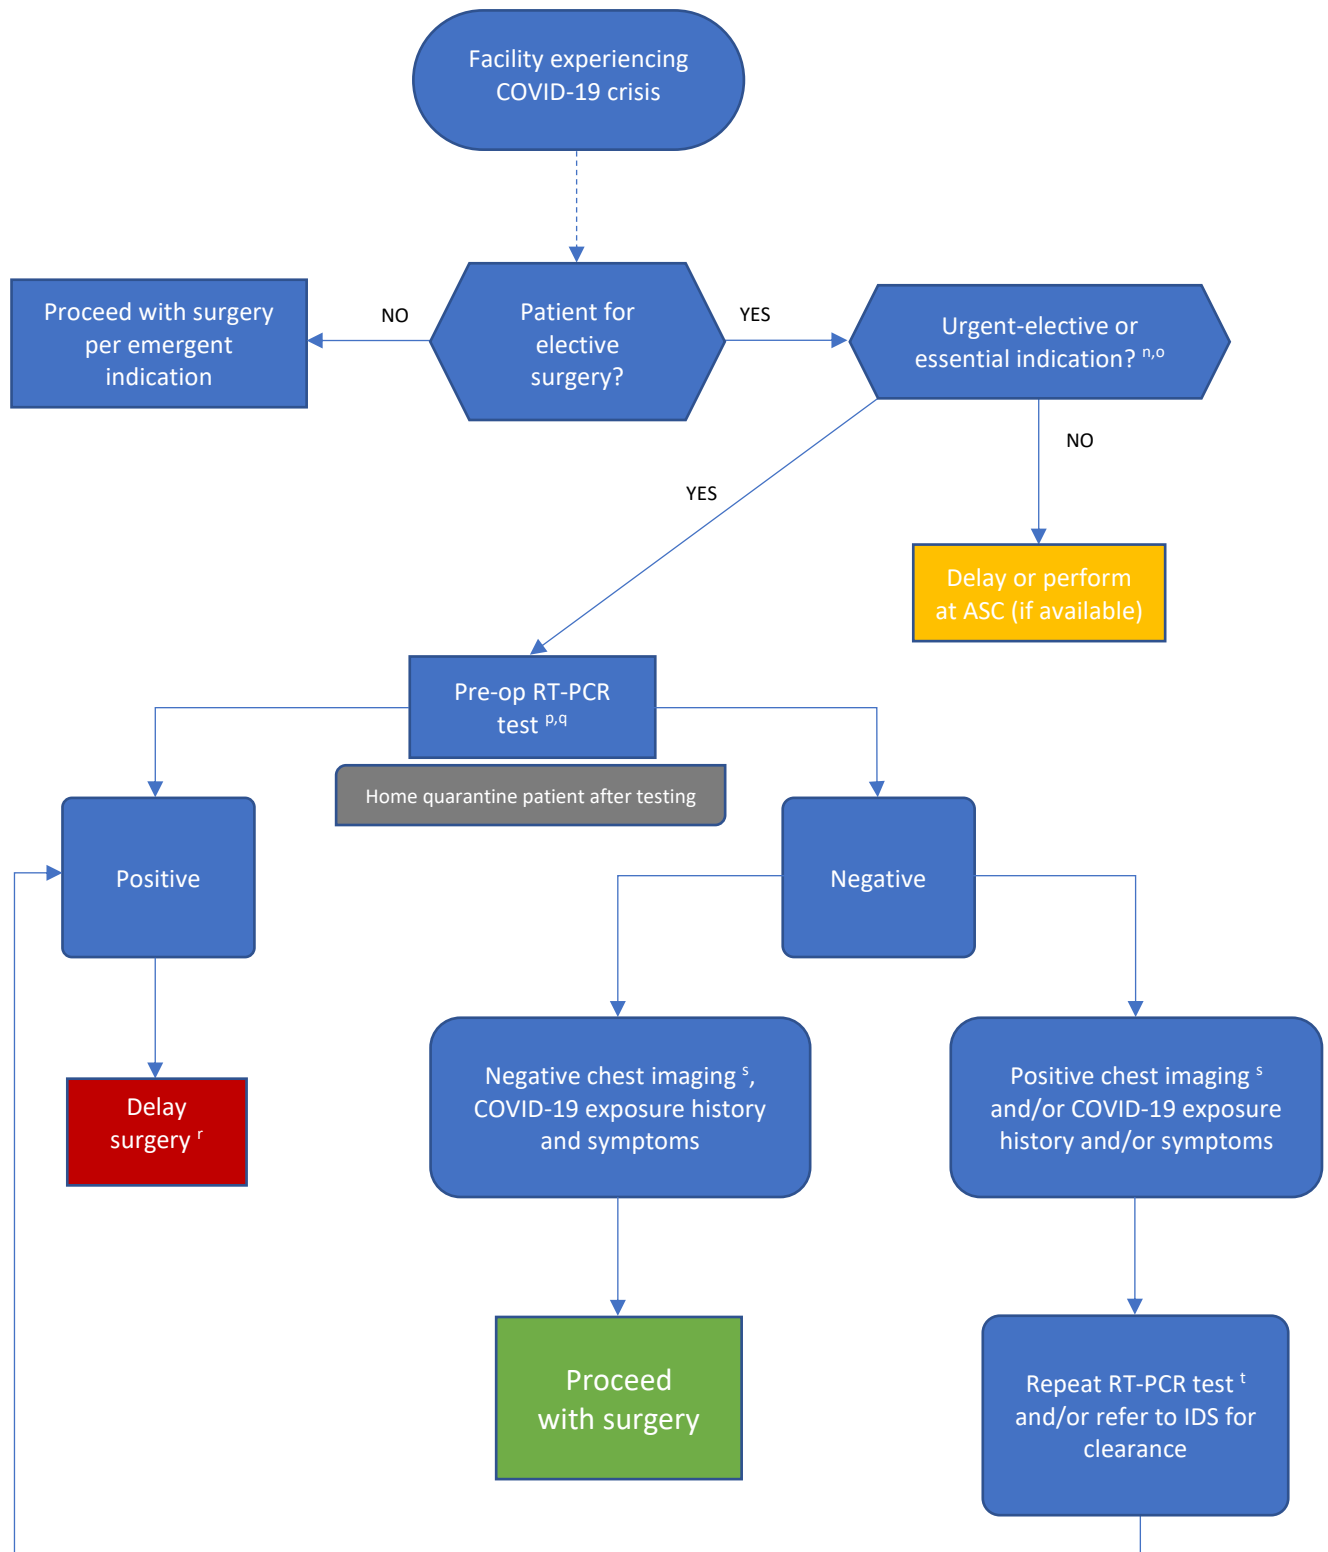 Facility experiencing
COVID-19 crisis
Proceed with surgery
per emergent
indication
NO
Patient for
elective
surgery?
YES
Urgent-elective or
essential indication? n,o
NO
YES
Delay or perform
at ASC (if available)
Pre-op RT-PCR
test p,q
Home quarantine patient after testing
Positive
Negative
Delay
surgery r
Negative chest imaging s,
COVID-19 exposure history
and symptoms
Positive chest imaging s
and/or COVID-19 exposure
history and/or symptoms
Proceed
with surgery
Repeat RT-PCR test t
and/or refer to IDS for
clearance